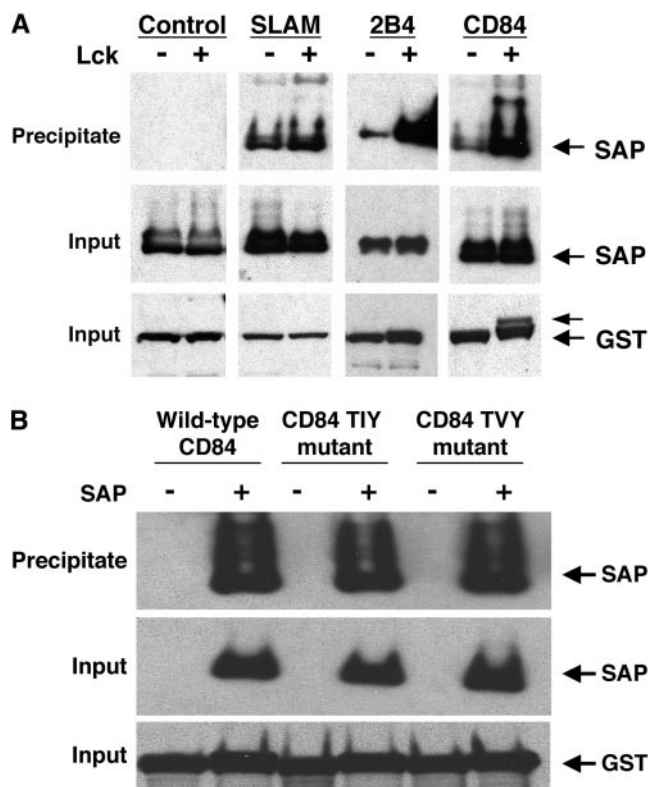 A
Control SLAM 2B4 CD84
Lck - + - + - + - +
Precipitate SAP
Input SAP
Input GST
B
Wild-type CD84 TIY CD84 TVY
CD84 mutant mutant
SAP - + - + - +
Precipitate SAP
Input SAP
Input GST